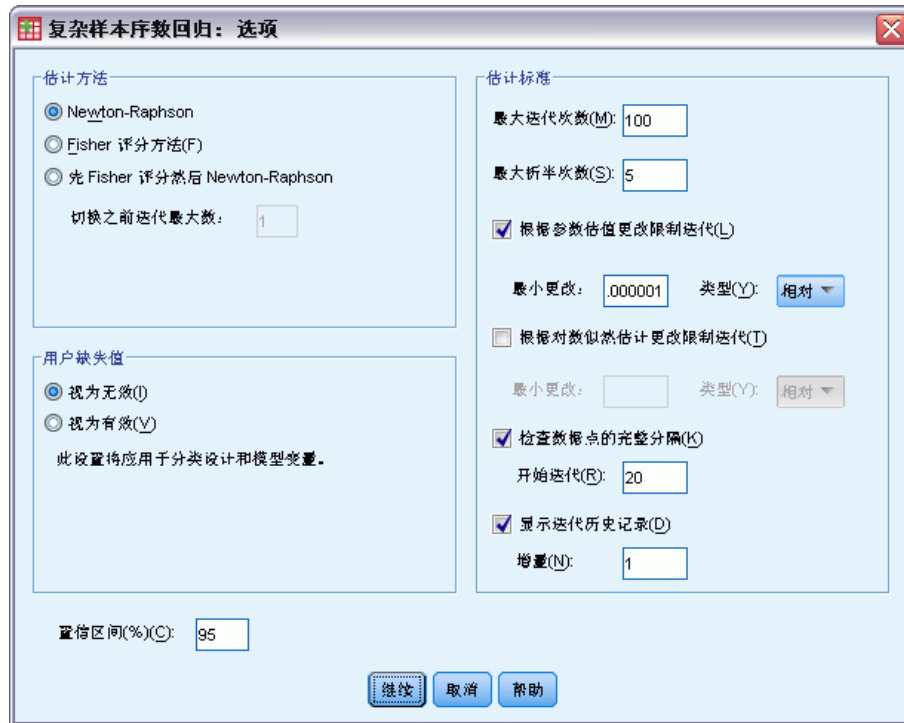 复杂样本序数回归：选项
估计方法
Newton-Raphson
Fisher 评分方法(F)
先 Fisher 评分然后 Newton-Raphson
切换之前迭代最大数：
1
用户缺失值
视为无效(I)
视为有效(V)
此设置将应用于分类设计和模型变量。
置信区间(%)(C):
95
估计标准
最大迭代次数(M):
100
最大折半次数(S):
5
根据参数估值更改限制迭代(L)
最小更改：
.000001
类型(Y):
相对
根据对数似然估计更改限制迭代(T)
最小更改：
类型(Y):
相对
检查数据点的完整分隔(K)
开始迭代(R):
20
显示迭代历史记录(D)
增量(N):
1
继续
取消
帮助